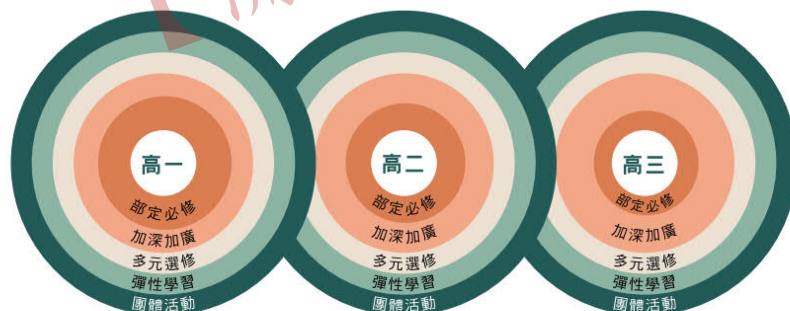 高一
部定必修
加深加廣
多元選修
彈性學習
團體活動
高二
部定必修
加深加廣
多元選修
彈性學習
團體活動
高三
部定必修
加深加廣
多元選修
彈性學習
團體活動